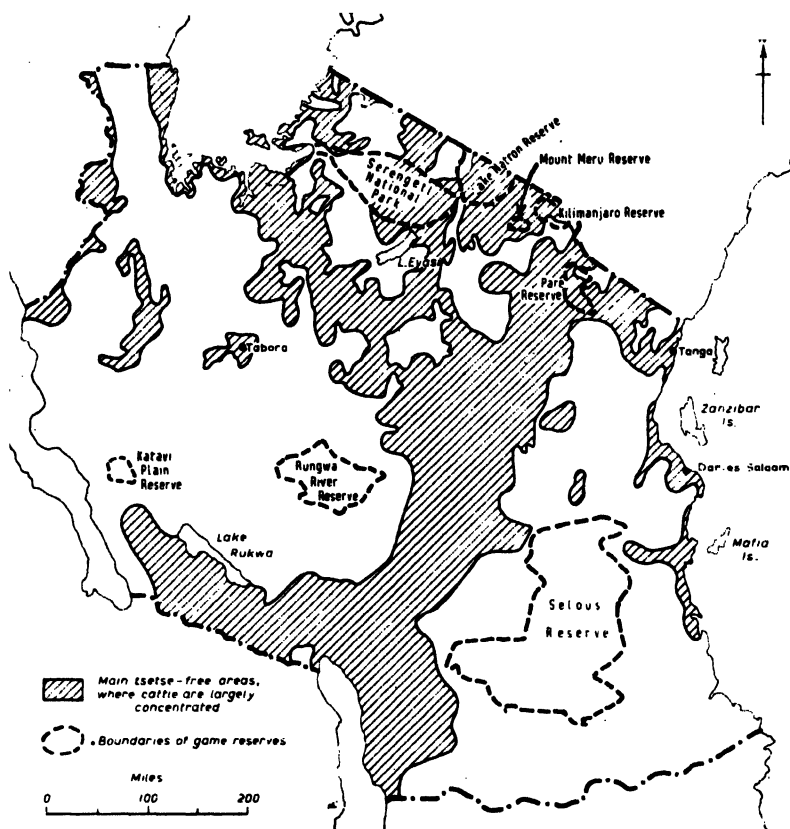 N
Lake Natron Reserve
Mount Meru Reserve
Serengeti
National
Park
Kilimanjaro Reserve
L.Eyasi
Pare
Reserve
Tabora
Tanga
Zanzibar
Is.
Katavi
Plain
Reserve
Rungwa
River
Reserve
Dar es Salaam
Lake
Rukwa
Mafia
Is.
Selous
Reserve
Main tsetse-free areas,
where cattle are largely
concentrated
Boundaries of game reserves
Miles
0 100 200